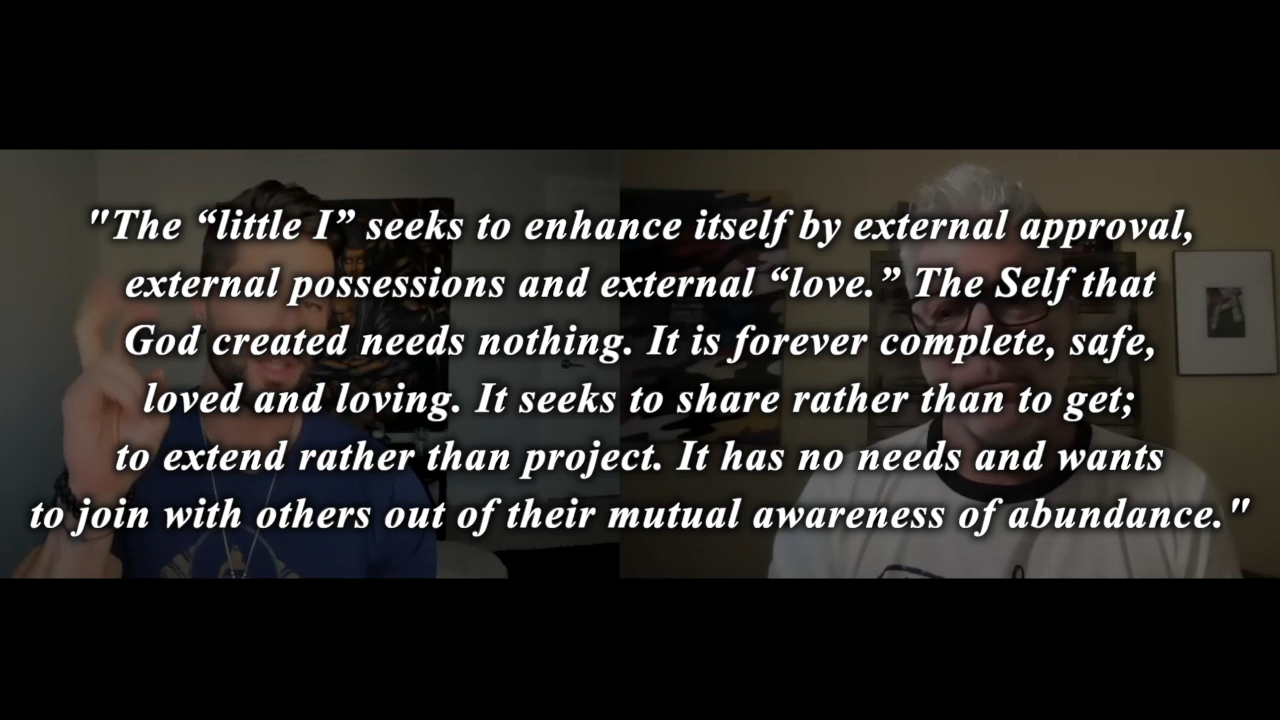 "The “little I” seeks to enhance itself by external approval,
external possessions and external “love.” The Self that
God created needs nothing. It is forever complete, safe,
loved and loving. It seeks to share rather than to get;
to extend rather than project. It has no needs and wants
to join with others out of their mutual awareness of abundance."